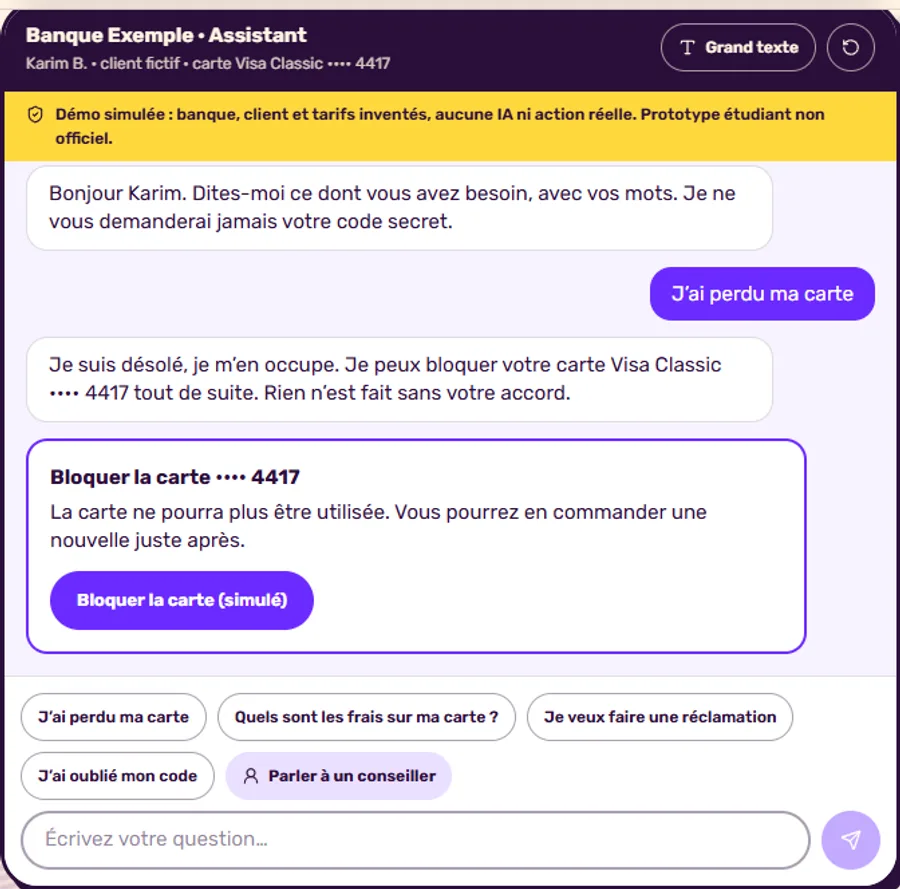 Banque Exemple • Assistant
Karim B. • client fictif • carte Visa Classic •••• 4417
Grand texte
Démo simulée : banque, client et tarifs inventés, aucune IA ni action réelle. Prototype étudiant non
officiel.
Bonjour Karim. Dites-moi ce dont vous avez besoin, avec vos mots. Je ne
vous demanderai jamais votre code secret.
J’ai perdu ma carte
Je suis désolé, je m’en occupe. Je peux bloquer votre carte Visa Classic
•••• 4417 tout de suite. Rien n’est fait sans votre accord.
Bloquer la carte •••• 4417
La carte ne pourra plus être utilisée. Vous pourrez en commander une
nouvelle juste après.
Bloquer la carte (simulé)
J’ai perdu ma carte
Quels sont les frais sur ma carte ?
Je veux faire une réclamation
J’ai oublié mon code
Parler à un conseiller
Écrivez votre question…